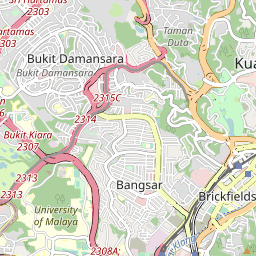 Sri Hartamas
Hartamas
2303
2303
Taman
Duta
Bukit Damansara
Bukit Damansara
Kua
2315C
2314
Bukit Kiara
2307
2313
2313
Bangsar
Brickfields
University
of
Malaya
2308A